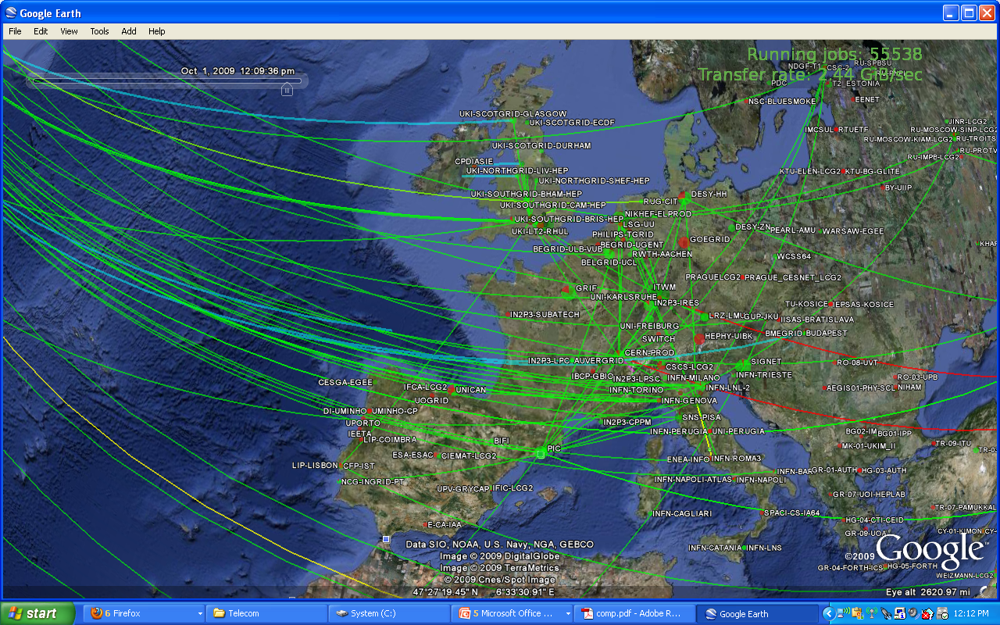 Google Earth
File Edit View Tools Add Help
Running jobs: 55538
Transfer rate: 2.44 GiB/sec
Oct 1, 2009 12:09:36 pm
NDGF-T1
CSC-2
RU-SPBSU
PDC
T2_ESTONIA
NSC-BLUESMOKE
EENET
UKI-SCOTGRID-GLASGOW
UKI-SCOTGRID-ECDF
JINR-LCG2
IMCSUL
RTUETF
RU-MOSCOW-SINP-LCG2
RU-MOSCOW-KIAM-LCG2
RU-TROITS
UKI-SCOTGRID-DURHAM
RU-PROTV
RU-IMPB-LCG2
CPDIASIE
UKI-NORTHGRID-LIV-HEP
KTU-ELEN-LCG2
KTU-BG-GLITE
UKI-NORTHGRID-SHEF-HEP
BY-UIIP
UKI-SOUTHGRID-BHAM-HEP
DESY-HH
RUG-CIT
UKI-SOUTHGRID-CAM-HEP
NIKHEF-ELPROD
UKI-SOUTHGRID-BRIS-HEP
LSG-UU
DESY-ZN
PEARL-AMU
WARSAW-EGEE
UKI-LT2-RHUL
PHILIPS-TGRID
GOEGRID
BEGRID-UGENT
KHAR
BEGRID-ULB-VUB
RWTH-AACHEN
WCSS64
BELGRID-UCL
PRAGUELCG2
PRAGUE_CESNET_LCG2
GRIF
ITWM
UNI-KARLSRUHE
IN2P3-IRES
TU-KOSICE
IEPSAS-KOSICE
IN2P3-SUBATECH
LRZ-LMU
GUP-JKU
IISAS-BRATISLAVA
UNI-FREIBURG
SWITCH
HEPHY-UIBK
BMEGRID
BUDAPEST
CERN-PROD
IN2P3-LPC
AUVERGRID
CSCS-LCG2
SIGNET
RO-08-UVT
IBCP-GBIO
IN2P3-LPSC
INFN-MILANO
INFN-TRIESTE
RO-03-UPB
CESGA-EGEE
IFCA-LCG2
UNICAN
INFN-TORINO
INFN-LNL-2
AEGIS01-PHY-SCL
NIHAM
UOGRID
INFN-GENOVA
DI-UMINHO
UMINHO-CP
SNS-PISA
UPORTO
IN2P3-CPPM
IEETA
INFN-PERUGIA
UNI-PERUGIA
BG02-IM
BG01-IPP
LIP-COIMBRA
BIFI
PIC
MK-01-UKIM_II
TR-09-ITU
TR-03
ESA-ESAC
CIEMAT-LCG2
ENEA-INFO
INFN-ROMA3
LIP-LISBON
CFP-IST
INFN-BARI
GR-01-AUTH
HG-03-AUTH
NCG-INGRID-PT
INFN-NAPOLI-ATLAS
INFN-NAPOLI
UPV-GRYCAP
IFIC-LCG2
GR-07-UOI-HEPLAB
TR-07-PAMUKKAL
INFN-CAGLIARI
SPACI-CS-IA64
HG-04-CTI-CEID
E-CA-IAA
CY-01-KIMON
CY-
GR-09-UOA
Data SIO, NOAA, U.S. Navy, NGA, GEBCO
INFN-CATANIA
INFN-LNS
Image © 2009 DigitalGlobe
©2009 Google™
Image © 2009 TerraMetrics
GR-04-FORTH-ICS
HG-05-FORTH
WEIZMANN-LCG2
© 2009 Cnes/Spot Image
47°27'19.45" N 6°33'30.91" E
Eye alt 2620.97 mi
start
6 Firefox
Telecom
System (C:)
5 Microsoft Office ...
comp.pdf - Adobe R...
Google Earth
12:12 PM